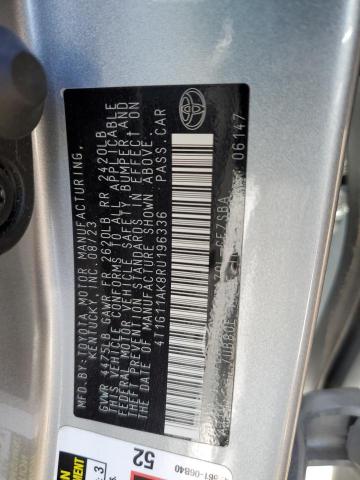 MFD.BY:TOYOTA MOTOR MANUFACTURING,
KENTUCKY, INC. 08/23
GVWR 4475LB GAWR FR 2620LB RR 2420LB
THIS VEHICLE CONFORMS TO ALL APPLICABLE
FEDERAL MOTOR VEHICLE SAFETY, BUMPER, AND
THEFT PREVENTION STANDARDS IN EFFECT ON
THE DATE OF MANUFACTURE SHOWN ABOVE.
4T1G11AK8RU196336 PASS.CAR
06147
52